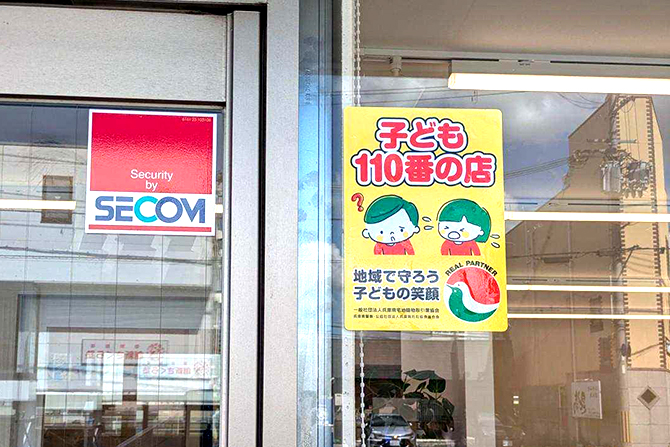 Security
by
SECOM
子ども
110番の店
?
地域で守ろう
子どもの笑顔
REAL PARTNER